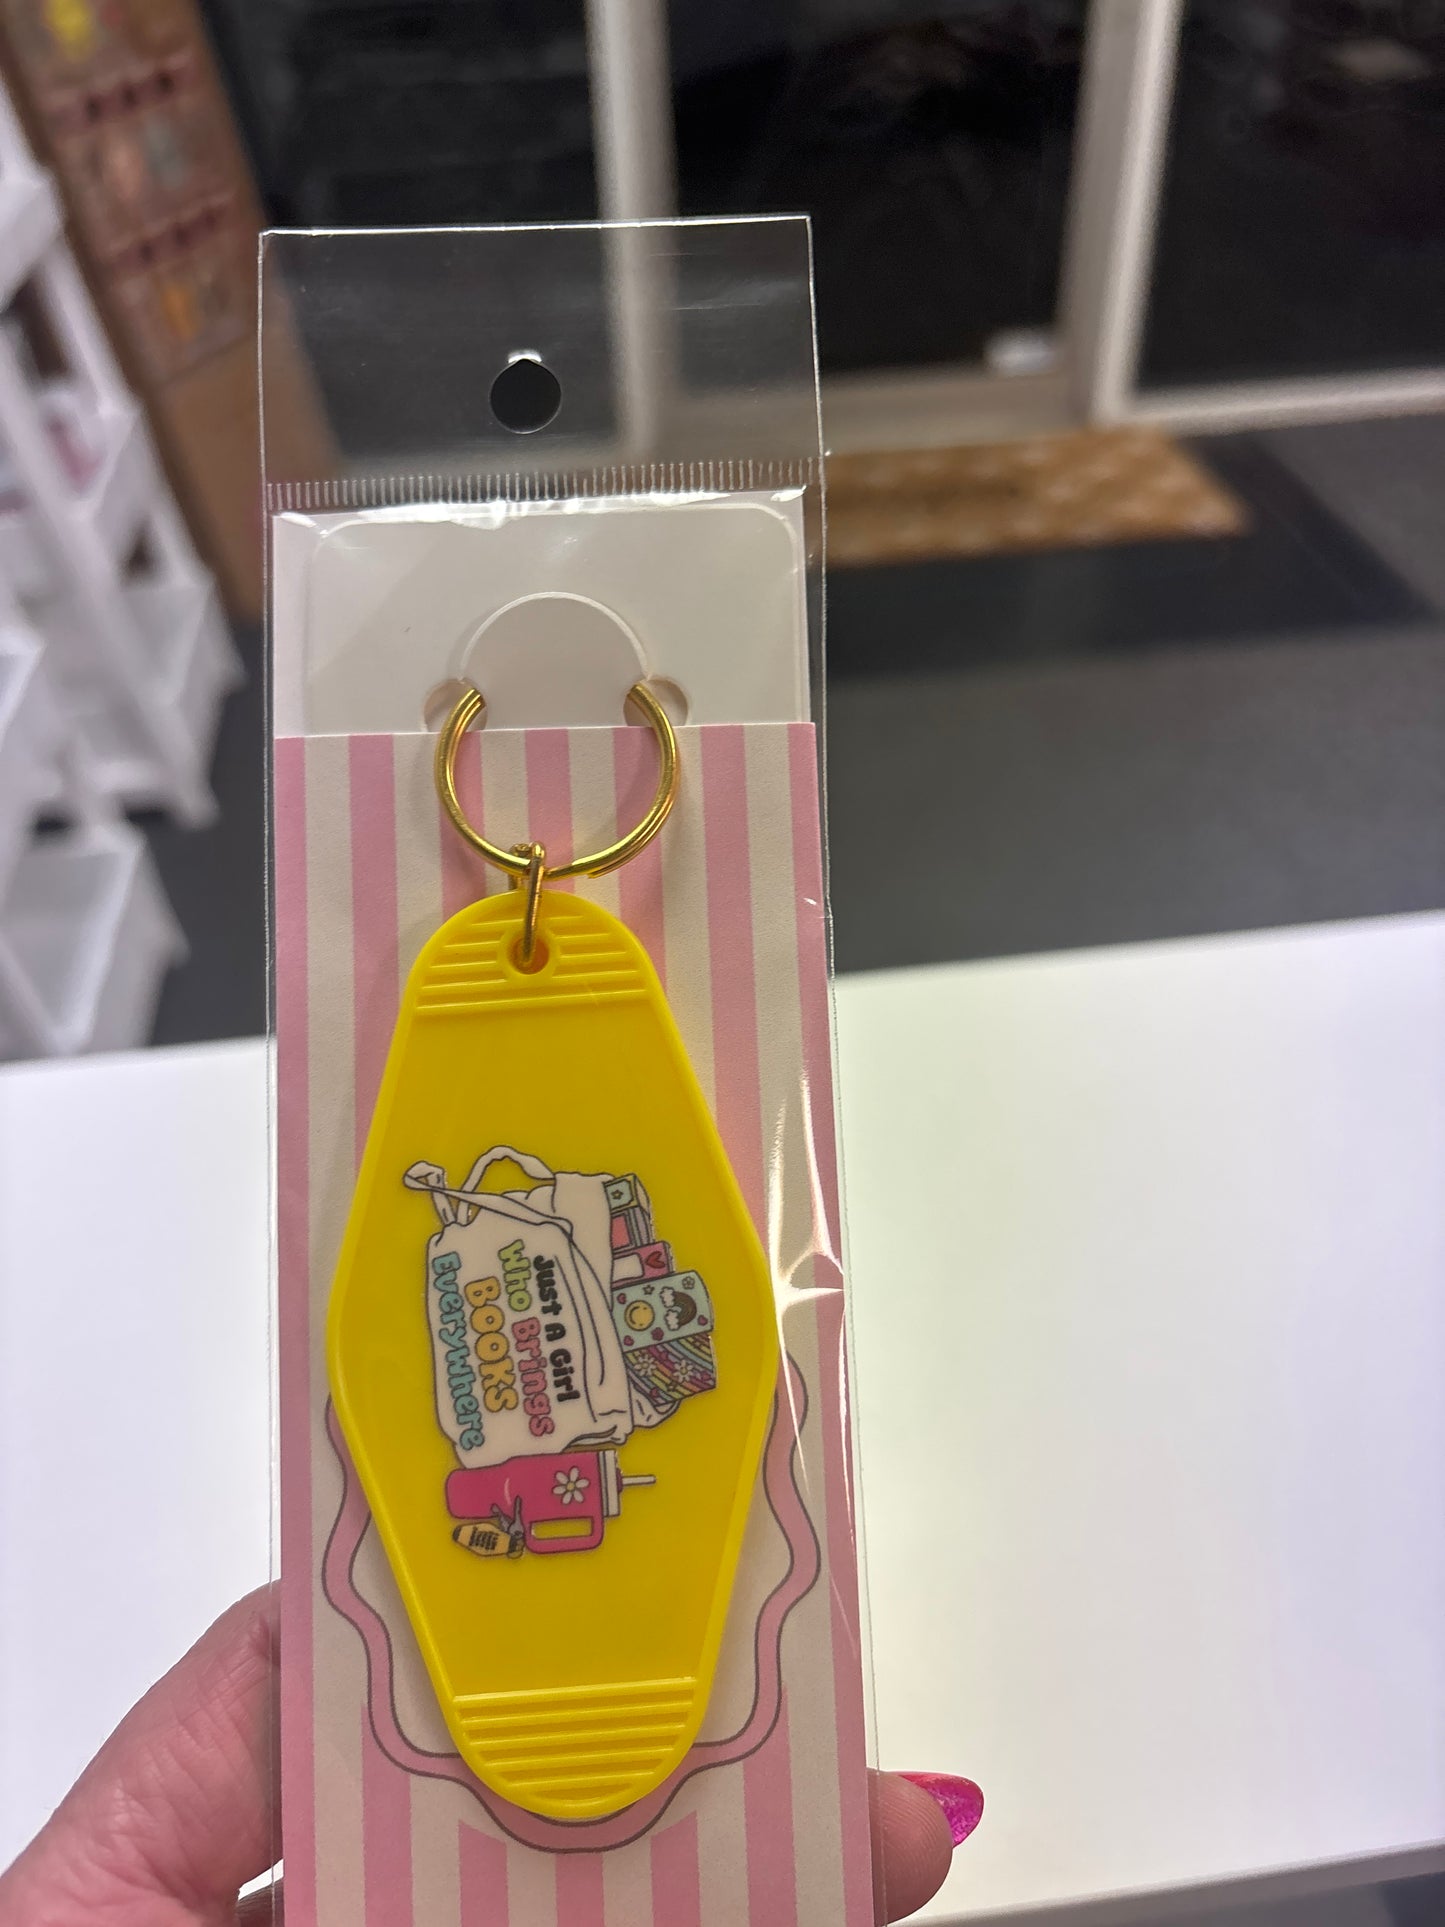 Just A Girl
Who Brings
BOOKS
Everywhere